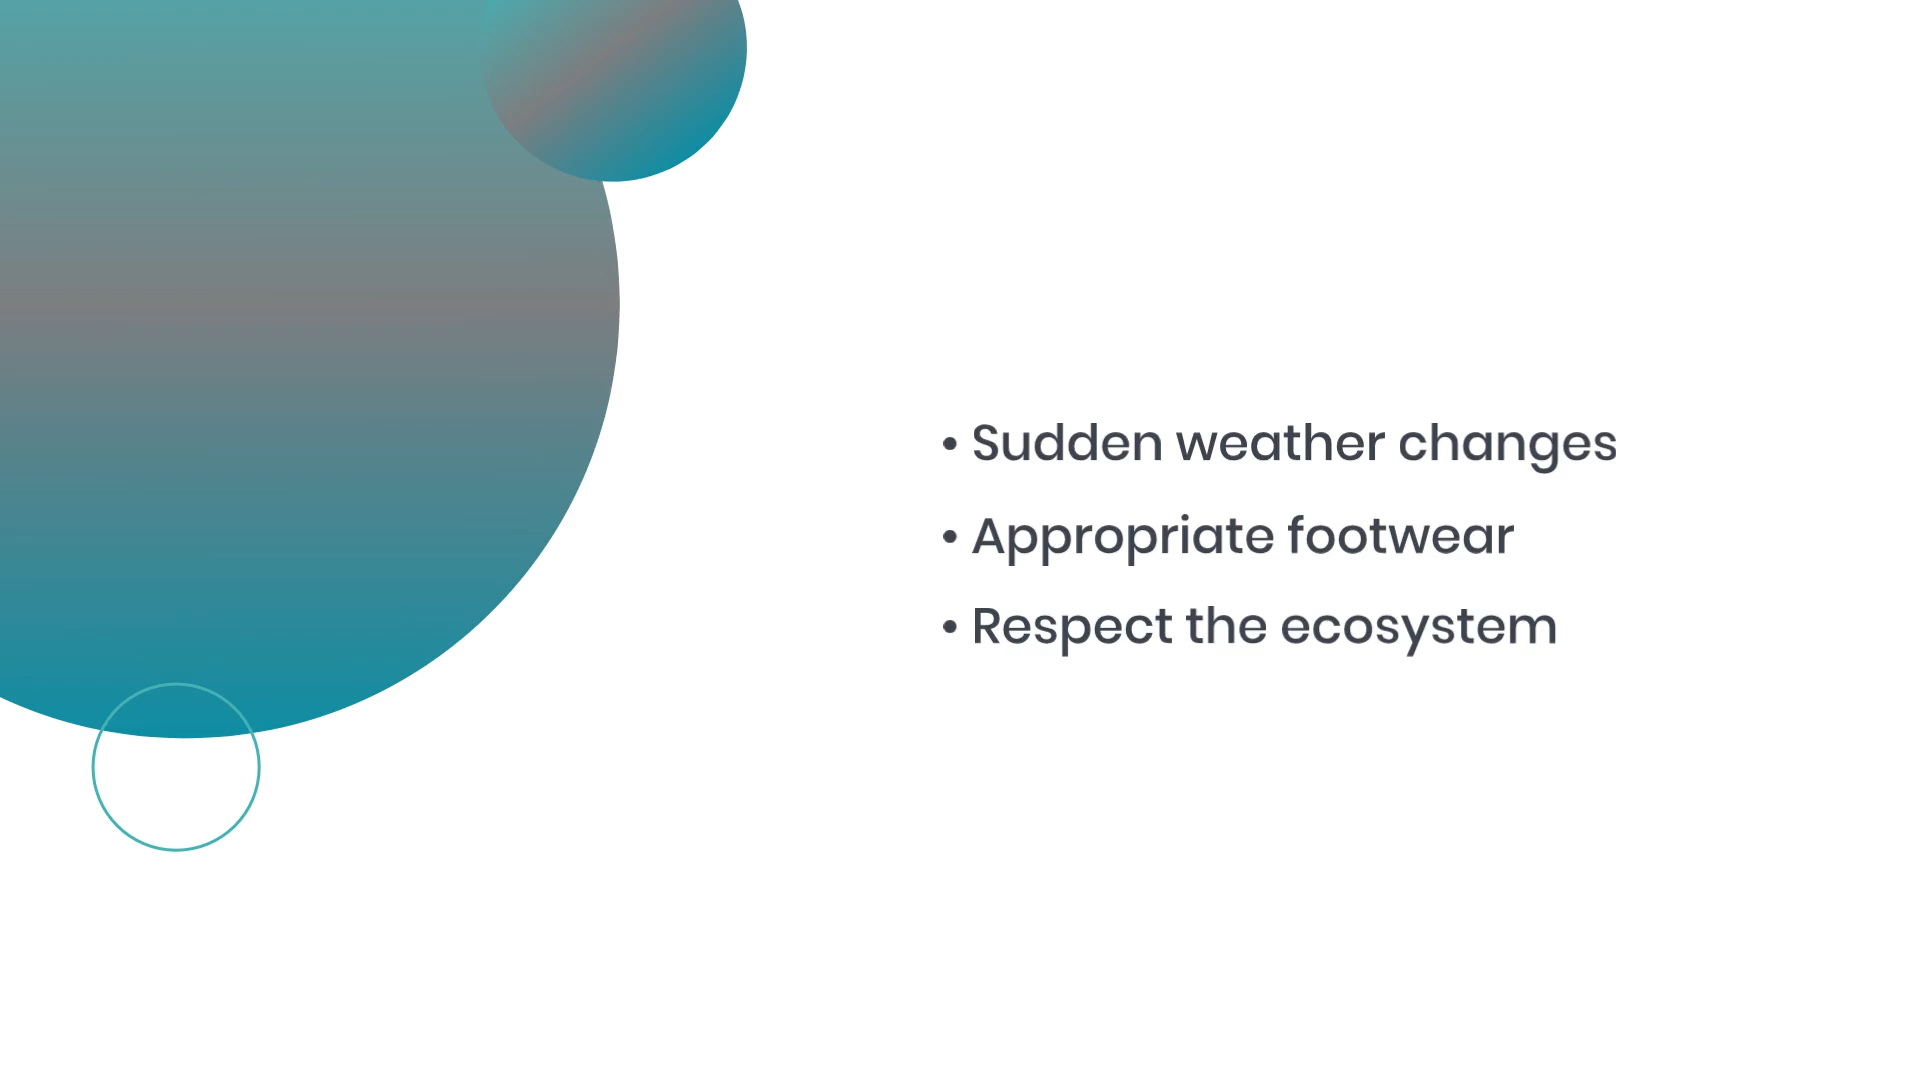 • Sudden weather changes
• Appropriate footwear
• Respect the ecosystem